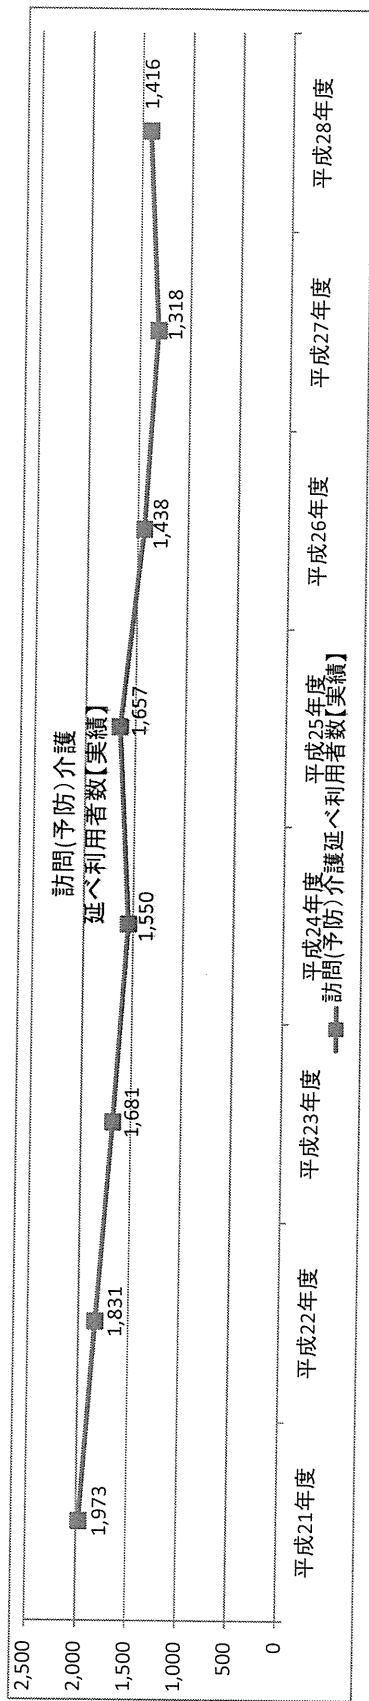 訪問(予防)介護
延べ利用者数【実績】
2,500
2,000
1,500
1,000
500
0
1,973
1,831
1,681
1,550
1,657
1,438
1,318
1,416
平成21年度
平成22年度
平成23年度
平成24年度
平成25年度
平成26年度
平成27年度
平成28年度
訪問(予防)介護延べ利用者数【実績】